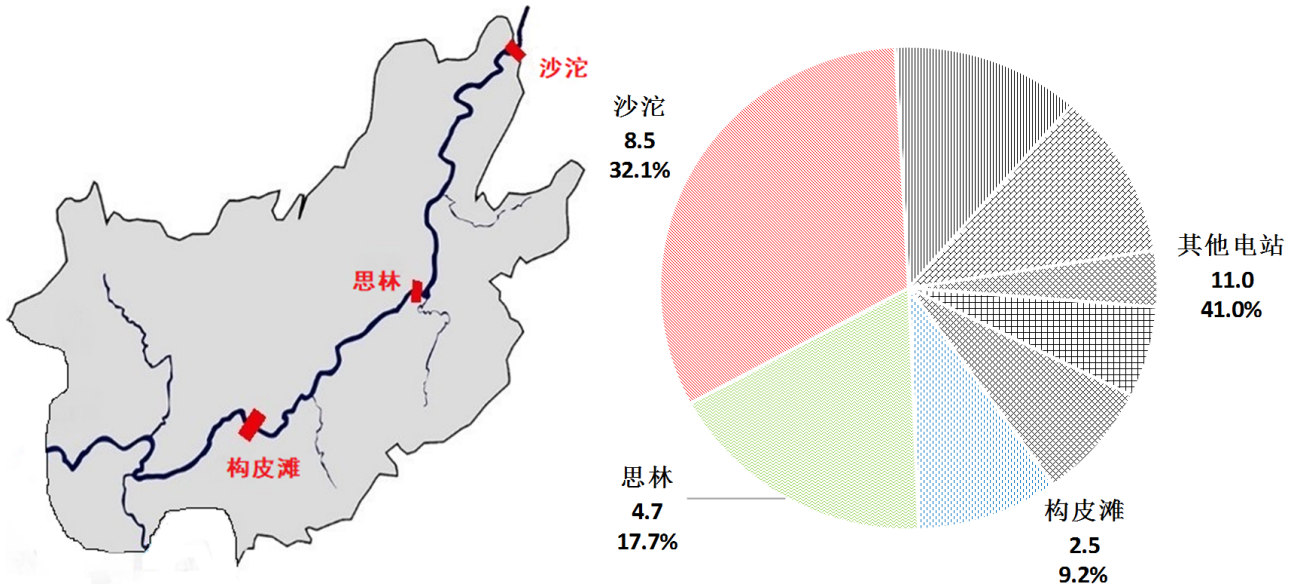 沙沱
思林
构皮滩
沙沱
8.5
32.1%
其他电站
11.0
41.0%
思林
4.7
17.7%
构皮滩
2.5
9.2%